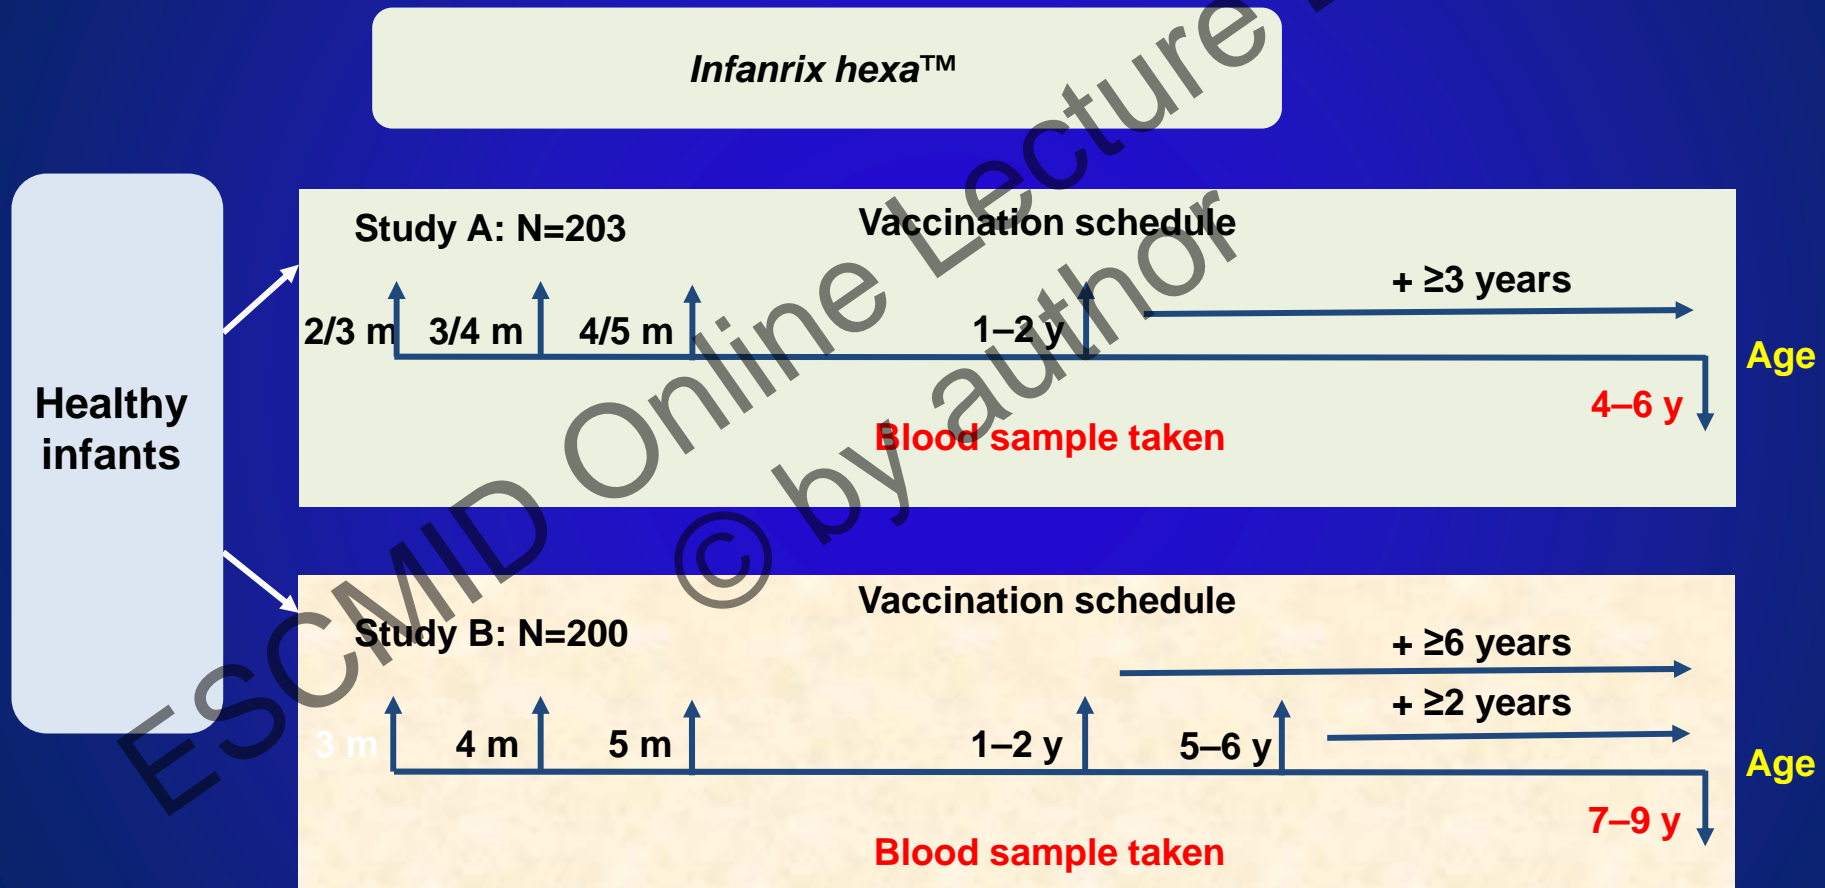 Infanrix hexa™
Healthy
infants
Study A: N=203
Vaccination schedule
+ ≥3 years
2/3 m
3/4 m
4/5 m
1–2 y
Age
4–6 y
Blood sample taken
Vaccination schedule
Study B: N=200
+ ≥6 years
+ ≥2 years
3 m
4 m
5 m
1–2 y
5–6 y
Age
7–9 y
Blood sample taken
ESCMID Online Lecture
© by author